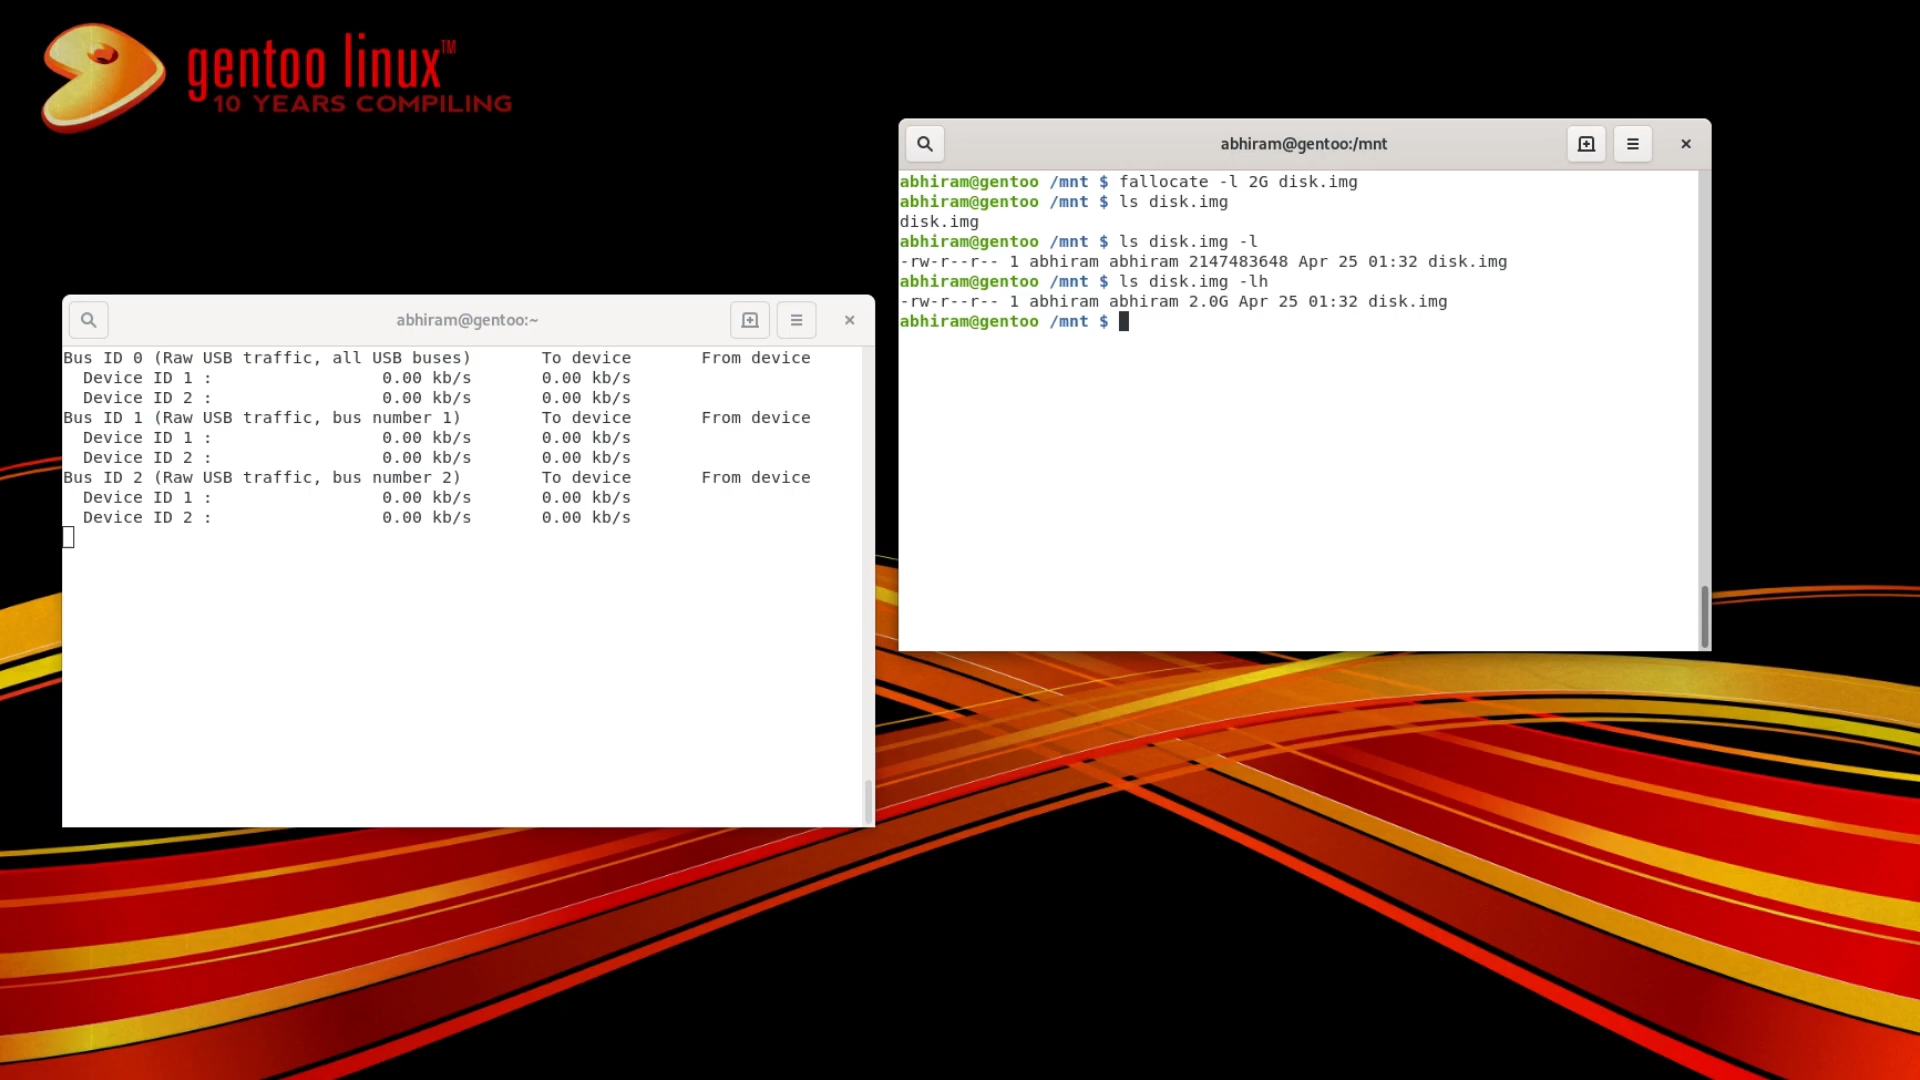 gentoo linux™
10 YEARS COMPILING
abhiram@gentoo:/mnt
abhiram@gentoo /mnt $ fallocate -l 2G disk.img
abhiram@gentoo /mnt $ ls disk.img
disk.img
abhiram@gentoo /mnt $ ls disk.img -l
-rw-r--r-- 1 abhiram abhiram 2147483648 Apr 25 01:32 disk.img
abhiram@gentoo /mnt $ ls disk.img -lh
-rw-r--r-- 1 abhiram abhiram 2.0G Apr 25 01:32 disk.img
abhiram@gentoo /mnt $
abhiram@gentoo:~
Bus ID 0 (Raw USB traffic, all USB buses) To device From device
Device ID 1 : 0.00 kb/s 0.00 kb/s
Device ID 2 : 0.00 kb/s 0.00 kb/s
Bus ID 1 (Raw USB traffic, bus number 1) To device From device
Device ID 1 : 0.00 kb/s 0.00 kb/s
Device ID 2 : 0.00 kb/s 0.00 kb/s
Bus ID 2 (Raw USB traffic, bus number 2) To device From device
Device ID 1 : 0.00 kb/s 0.00 kb/s
Device ID 2 : 0.00 kb/s 0.00 kb/s